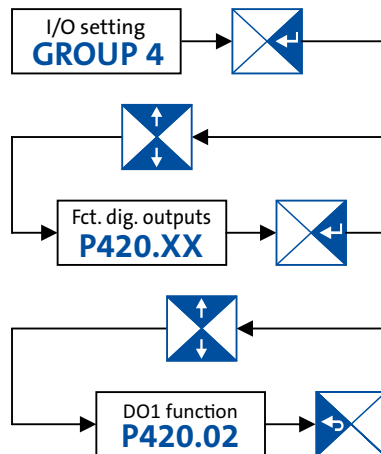 I/O setting
GROUP 4
Fct. dig. outputs
P420.XX
DO1 function
P420.02